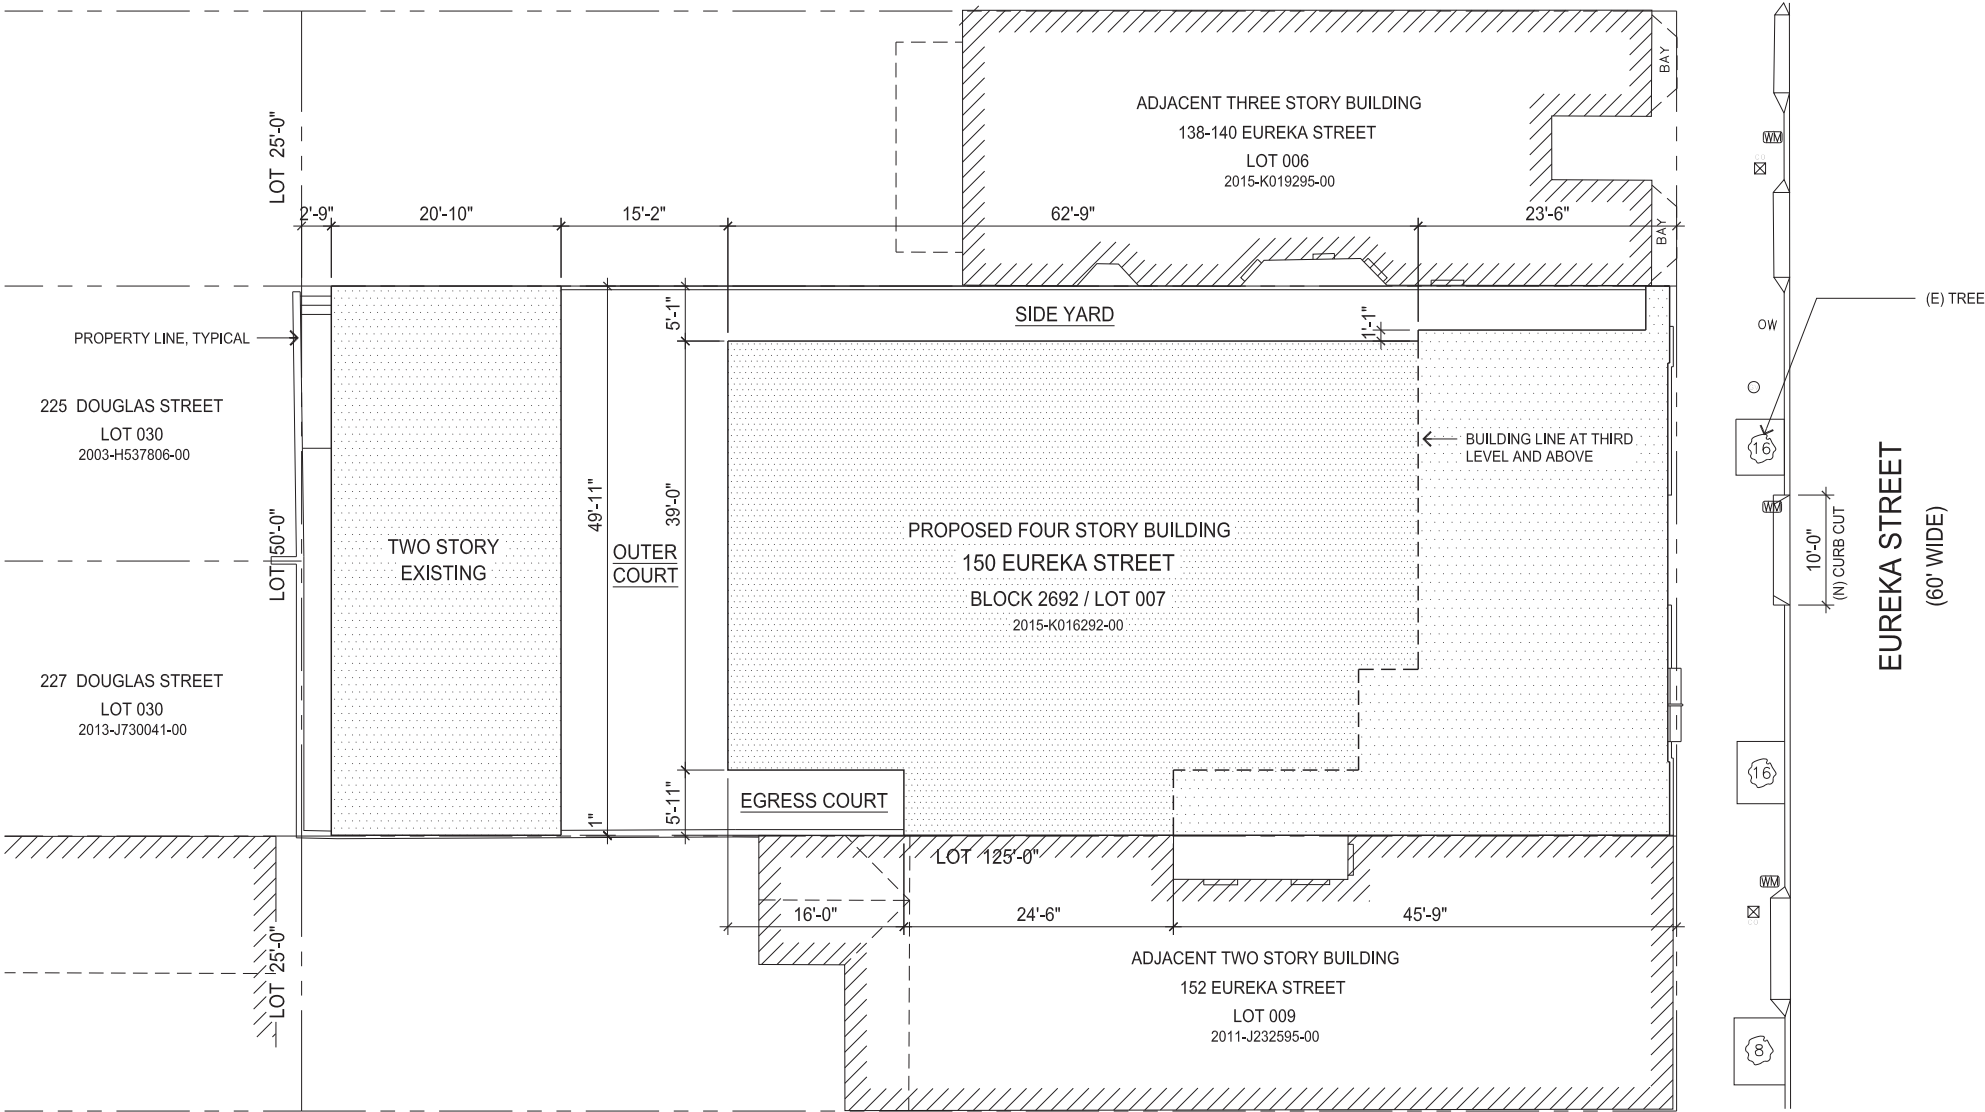 BAY
ADJACENT THREE STORY BUILDING
138-140 EUREKA STREET
LOT 006
2015-K019295-00
LOT 25'-0"
WM
2'-9"
20'-10"
15'-2"
62'-9"
23'-6"
BAY
5'-1"
SIDE YARD
1'-1"
(E) TREE
OW
PROPERTY LINE, TYPICAL
225 DOUGLAS STREET
LOT 030
2003-H537806-00
BUILDING LINE AT THIRD
LEVEL AND ABOVE
16
EUREKA STREET
(60' WIDE)
49'-11"
39'-0"
WM
10'-0"
(N) CURB CUT
LOT 50'-0"
TWO STORY
EXISTING
OUTER
COURT
PROPOSED FOUR STORY BUILDING
150 EUREKA STREET
BLOCK 2692 / LOT 007
2015-K016292-00
227 DOUGLAS STREET
LOT 030
2013-J730041-00
16
1"
5'-11"
EGRESS COURT
LOT 125'-0"
WM
16'-0"
24'-6"
45'-9"
LOT 25'-0"
ADJACENT TWO STORY BUILDING
152 EUREKA STREET
LOT 009
2011-J232595-00
8